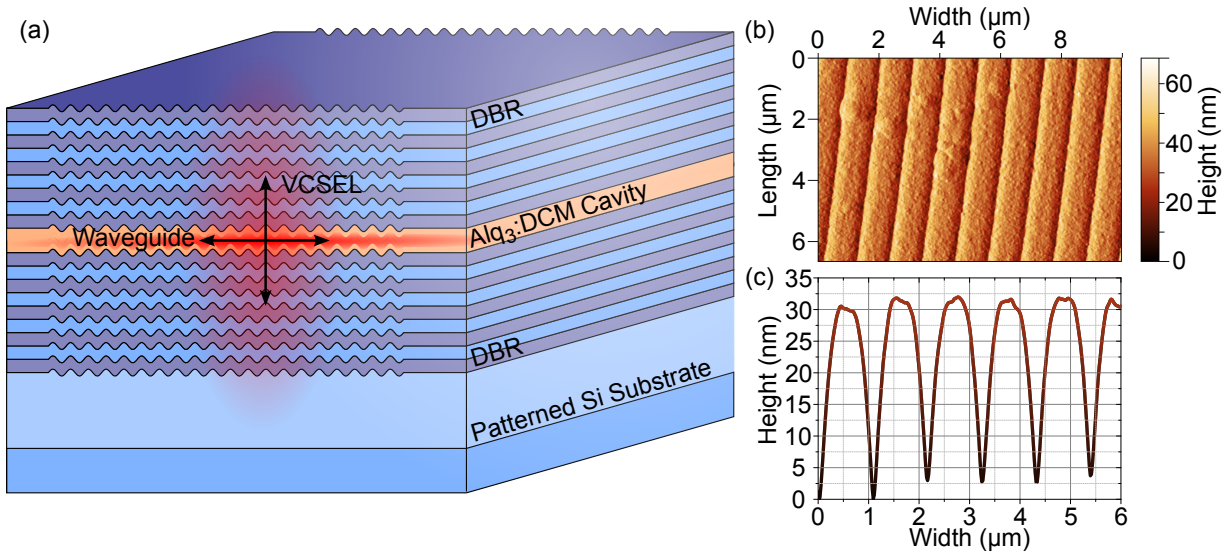 (a)
DBR
VCSEL
Waveguide
Alq₃:DCM Cavity
DBR
Patterned Si Substrate
(b)
Width (µm)
0 2 4 6 8
Length (µm)
0
2
4
6
Height (nm)
60
40
20
0
(c)
Height (nm)
35
30
25
20
15
10
5
0
0 1 2 3 4 5 6
Width (µm)